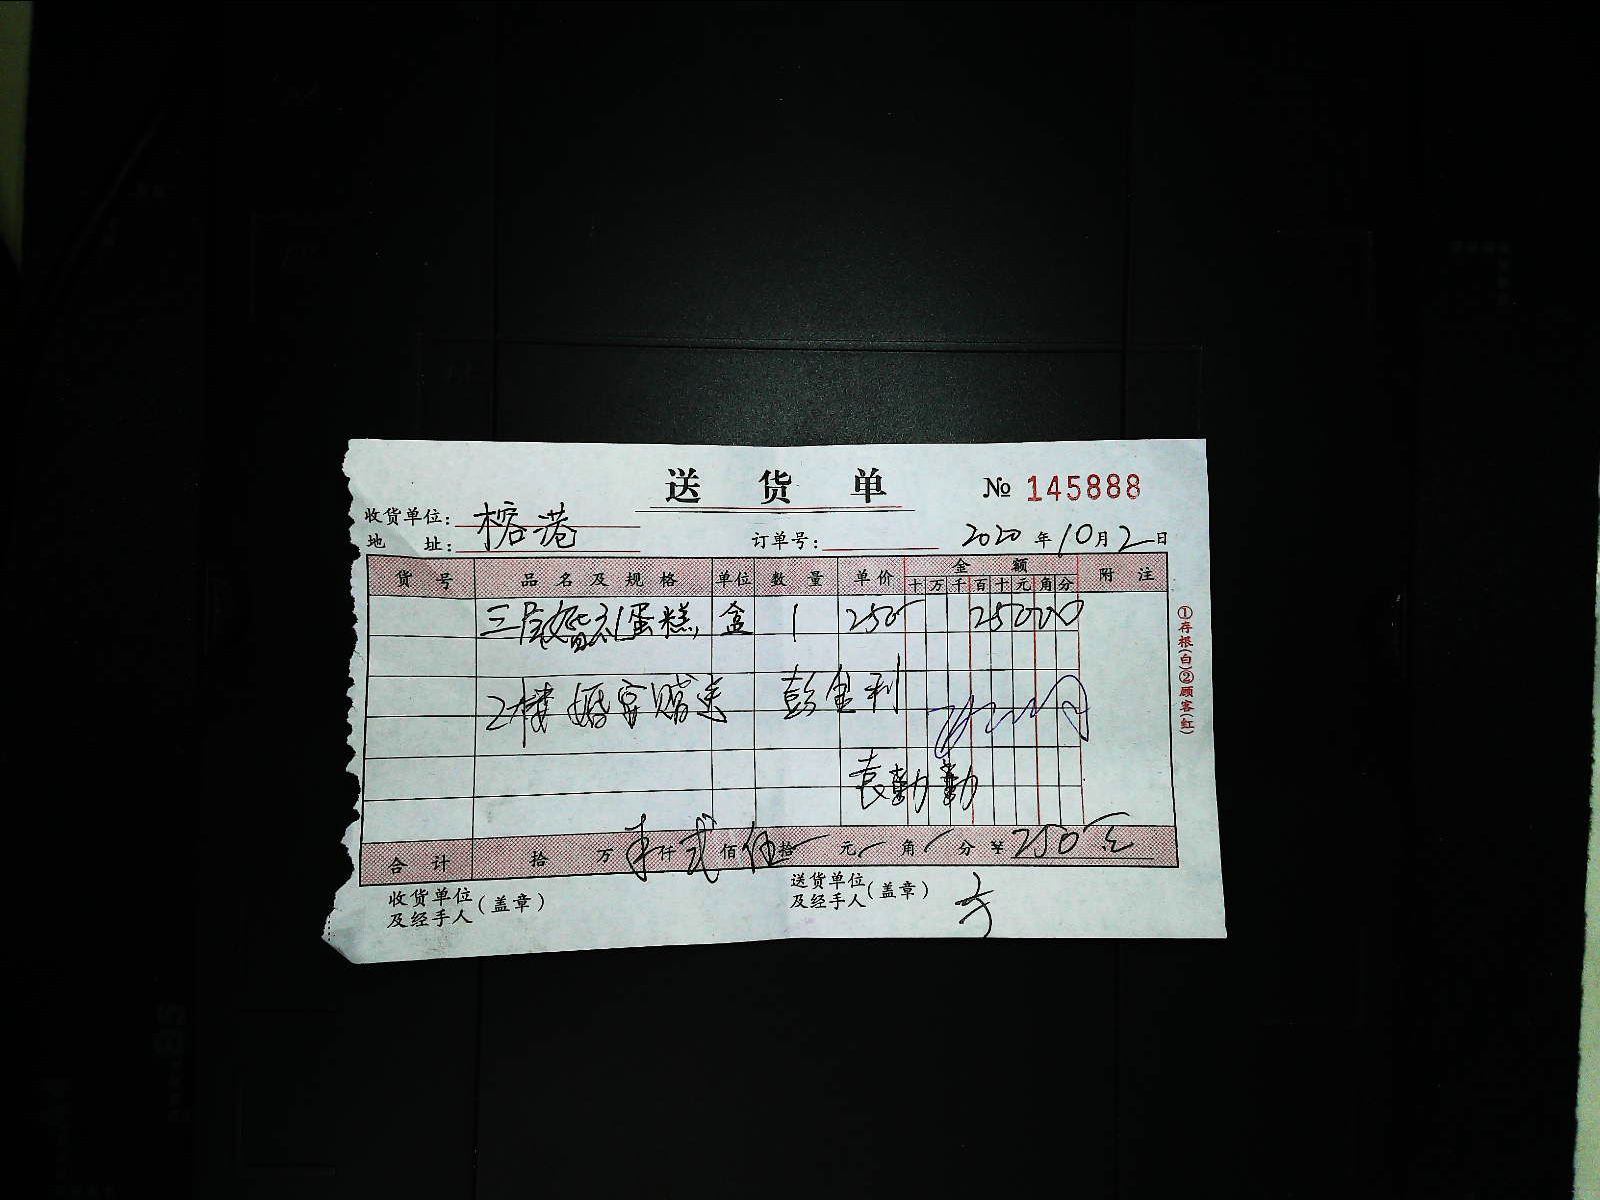 送 货 单
№ 145888
收货单位: 榕港
地 址:
订单号:
2020 年 10 月 2 日
货 号 品 名 及 规 格 单位 数 量 单 价 金 额 附 注
十 万 千 百 十 元 角 分
三层婚礼蛋糕 盒 1 250 25000
2楼婚宴赠送 彭金利
袁勤勤
合 计 拾 万 仟 贰 佰 伍 拾 元 角 分 ¥ 250元
收货单位及经手人(盖章)
送货单位及经手人(盖章)
①存根(白)②顾客(红)